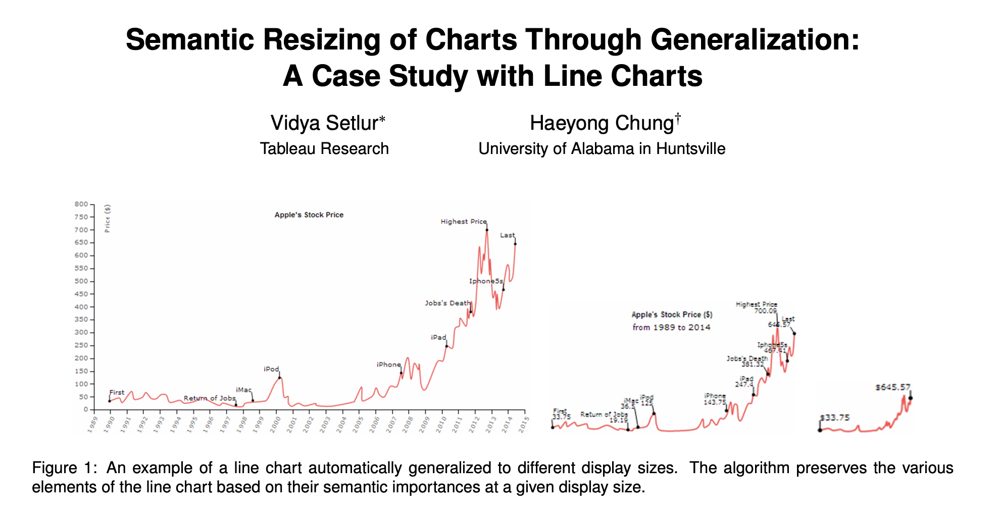 Semantic Resizing of Charts Through Generalization:
A Case Study with Line Charts
Vidya Setlur*
Haeyong Chung†
Tableau Research
University of Alabama in Huntsville
800
750
700
650
600
550
500
450
400
350
300
250
200
150
100
50
0
Price ($)
Apple's Stock Price
First
Return of Jobs
iMac
iPod
iPhone
iPad
Jobs's Death
Iphone5s
Highest Price
Last
1989
1990
1991
1992
1993
1994
1995
1996
1997
1998
1999
2000
2001
2002
2003
2004
2005
2006
2007
2008
2009
2010
2011
2012
2013
2014
2015
Apple's Stock Price ($)
from 1989 to 2014
First
33.75
Return of Jobs
19.19
iMac
36.5
iPod
125
iPhone
143.75
iPad
247.4
Jobs's Death
381.32
Iphone5s
467.41
Highest Price
700.09
Last
645.57
$33.75
$645.57
Figure 1: An example of a line chart automatically generalized to different display sizes. The algorithm preserves the various
elements of the line chart based on their semantic importances at a given display size.